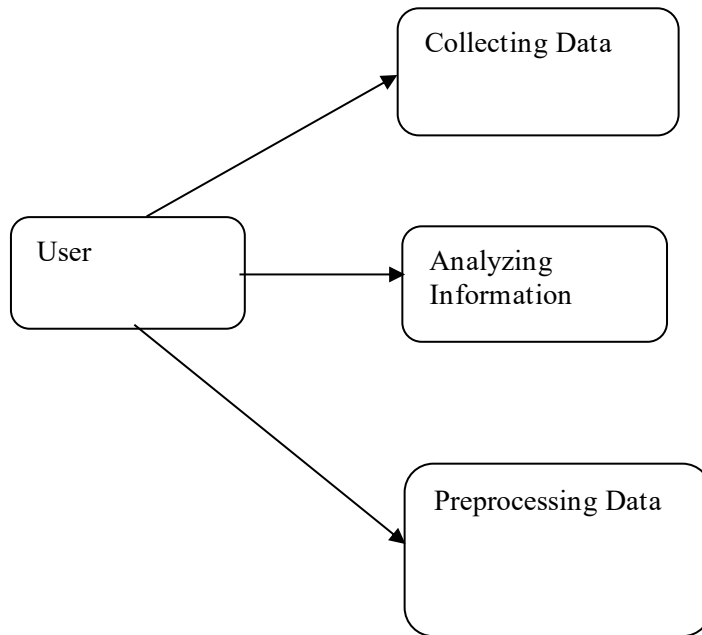 Collecting Data
User
Analyzing
Information
Preprocessing Data